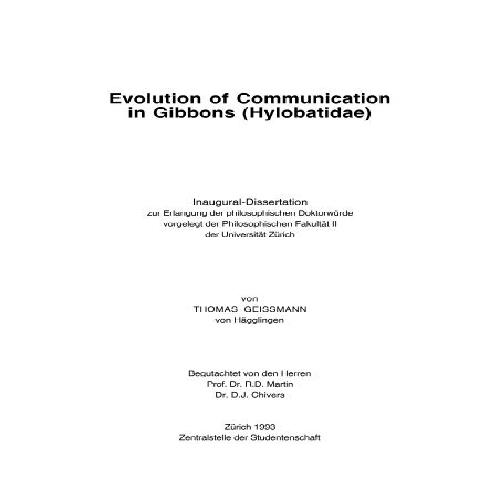 Evolution of Communication
in Gibbons (Hylobatidae)
Inaugural-Dissertation
zur Erlangung der philosophischen Doktorwürde
vorgelegt der Philosophischen Fakultät II
der Universität Zürich
von
THOMAS GEISSMANN
von Hägglingen
Begutachtet von den Herren
Prof. Dr. R.D. Martin
Dr. D.J. Chivers
Zürich 1993
Zentralstelle der Studentenschaft